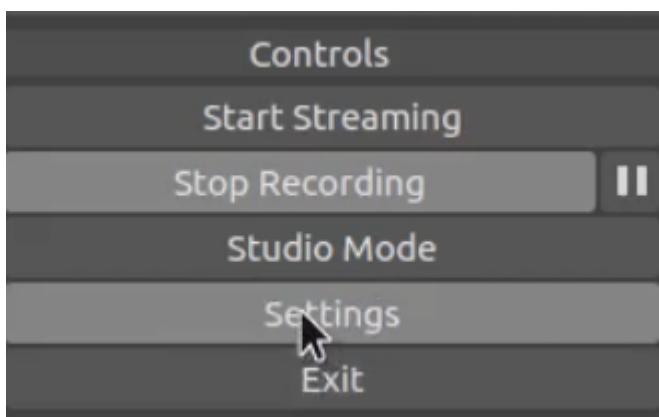 Controls
Start Streaming
Stop Recording
Studio Mode
Settings
Exit